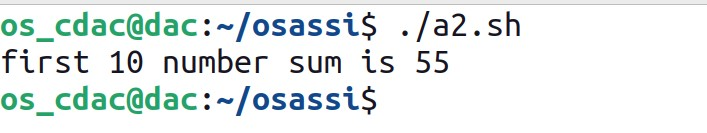 os_cdac@dac:~/osassi$ ./a2.sh
first 10 number sum is 55
os_cdac@dac:~/osassi$